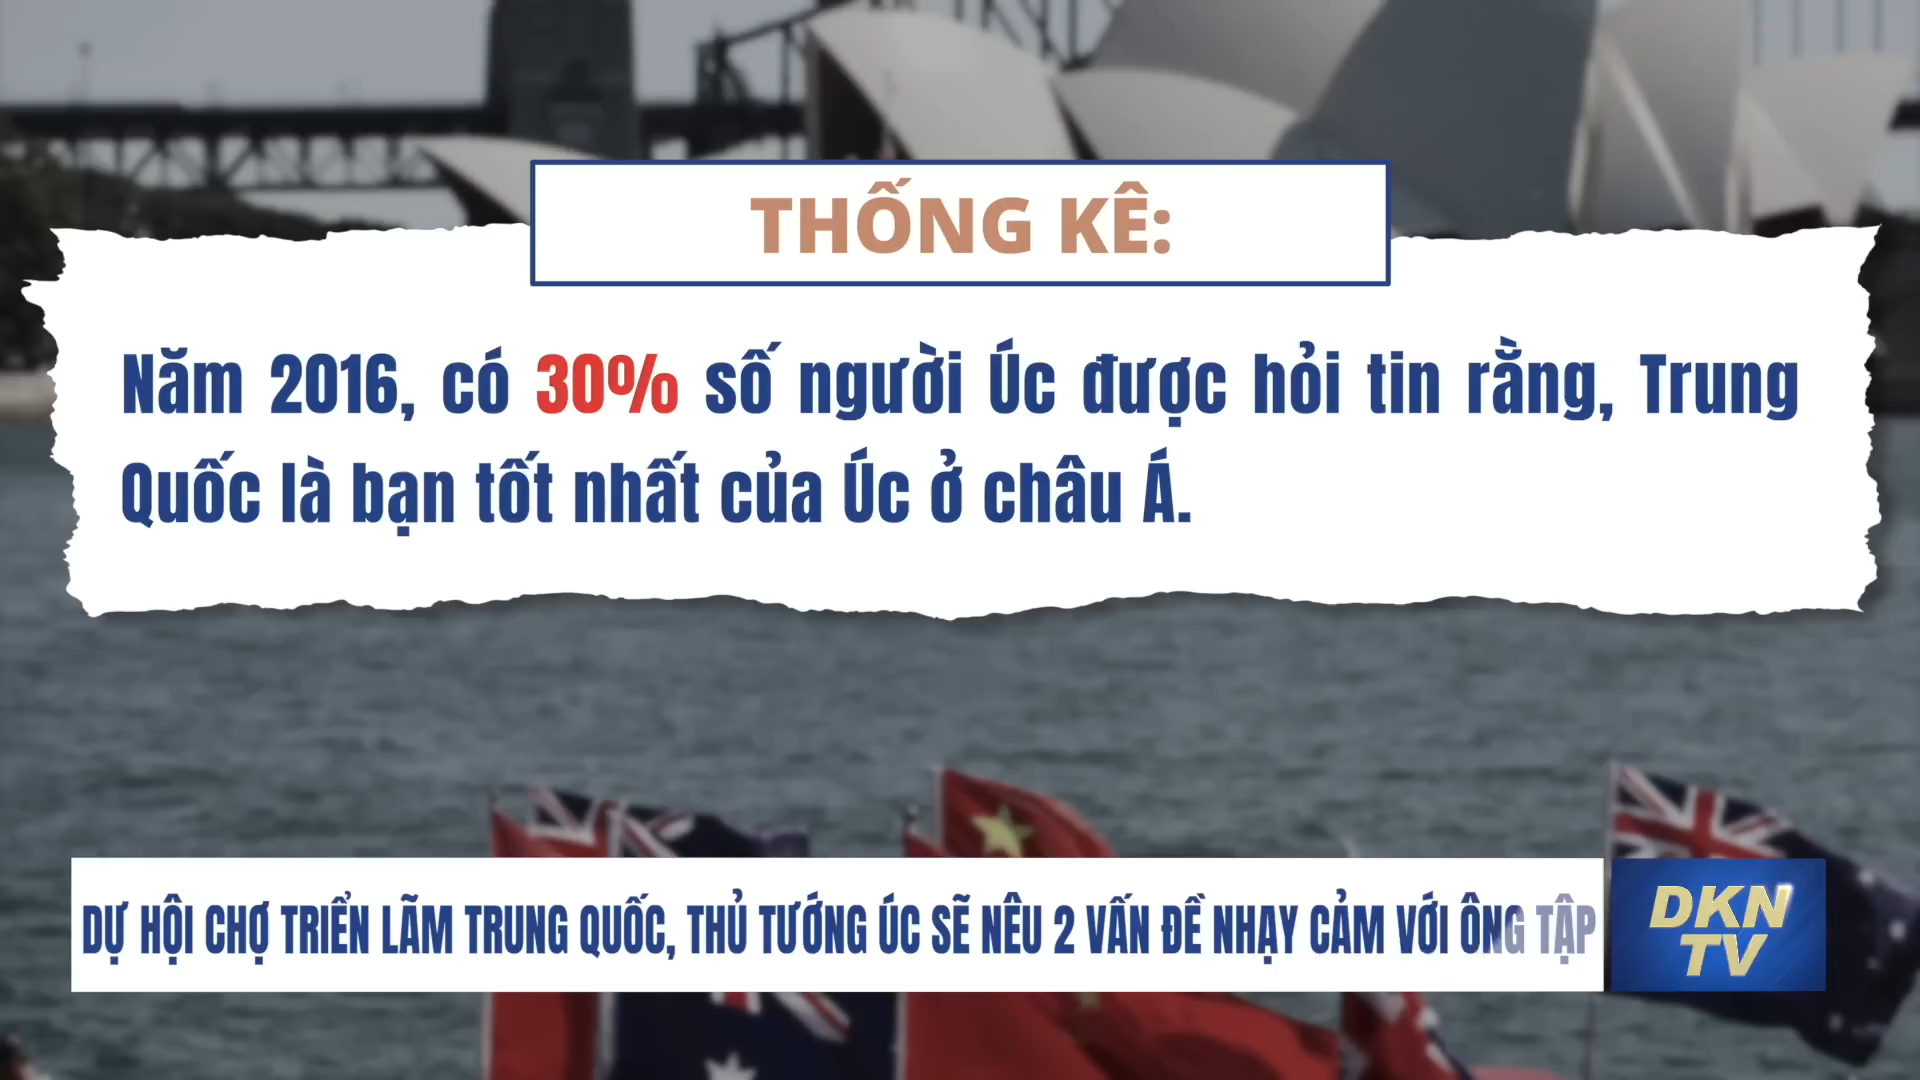 THỐNG KÊ:
Năm 2016, có 30% số người Úc được hỏi tin rằng, Trung
Quốc là bạn tốt nhất của Úc ở châu Á.
DỰ HỘI CHỢ TRIỂN LÃM TRUNG QUỐC, THỦ TƯỚNG ÚC SẼ NÊU 2 VẤN ĐỀ NHẠY CẢM VỚI ÔNG TẬP
DKN
TV